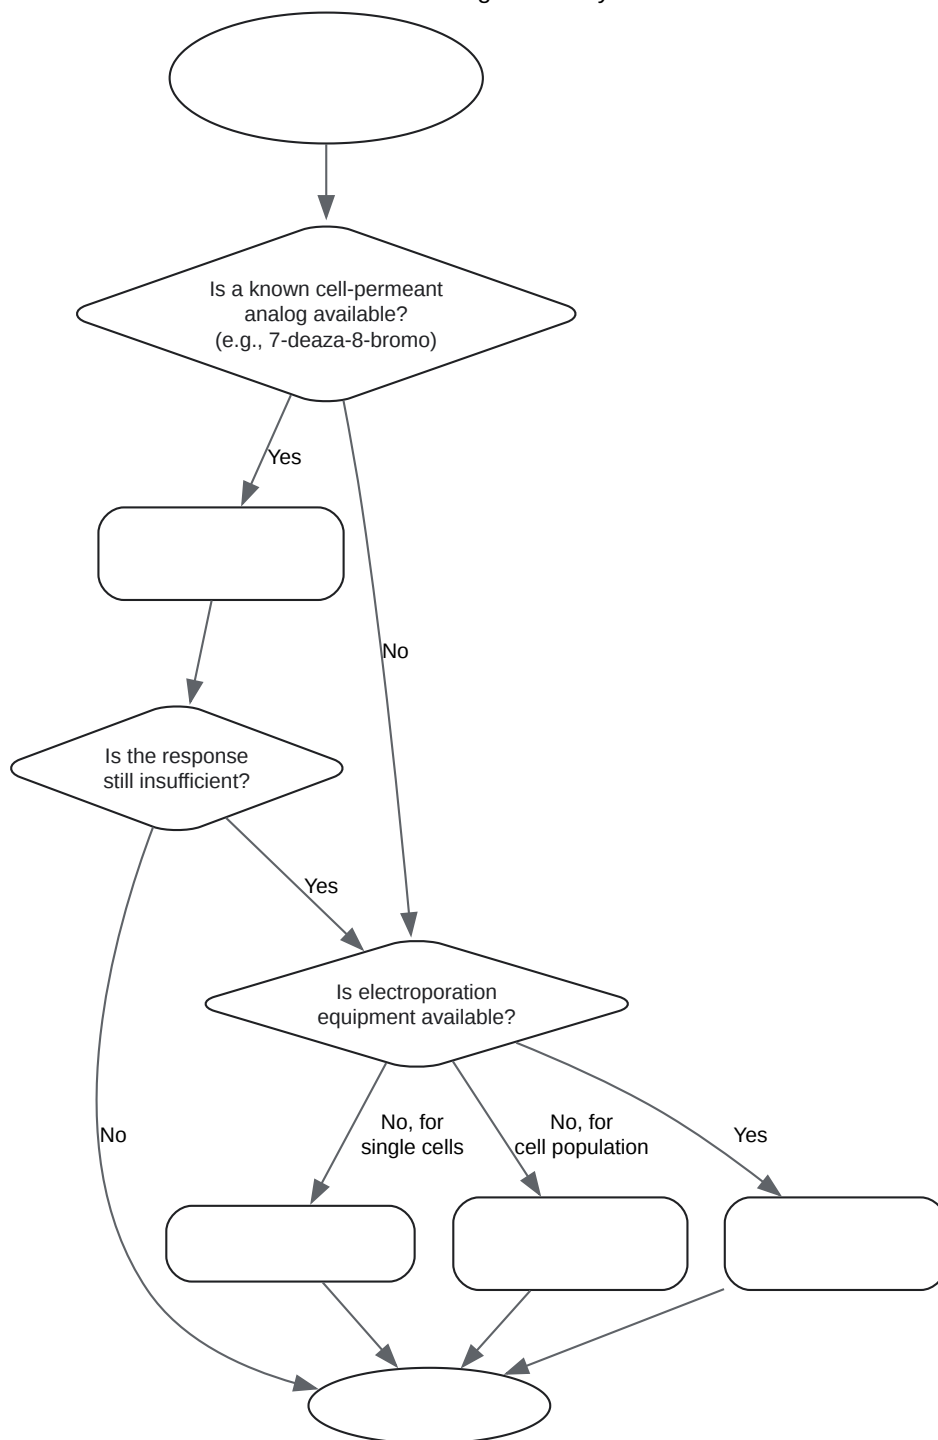 Is a known cell-permeant
analog available?
(e.g., 7-deaza-8-bromo)
Yes
No
Is the response
still insufficient?
Yes
Is electroporation
equipment available?
No
No, for
single cells
No, for
cell population
Yes